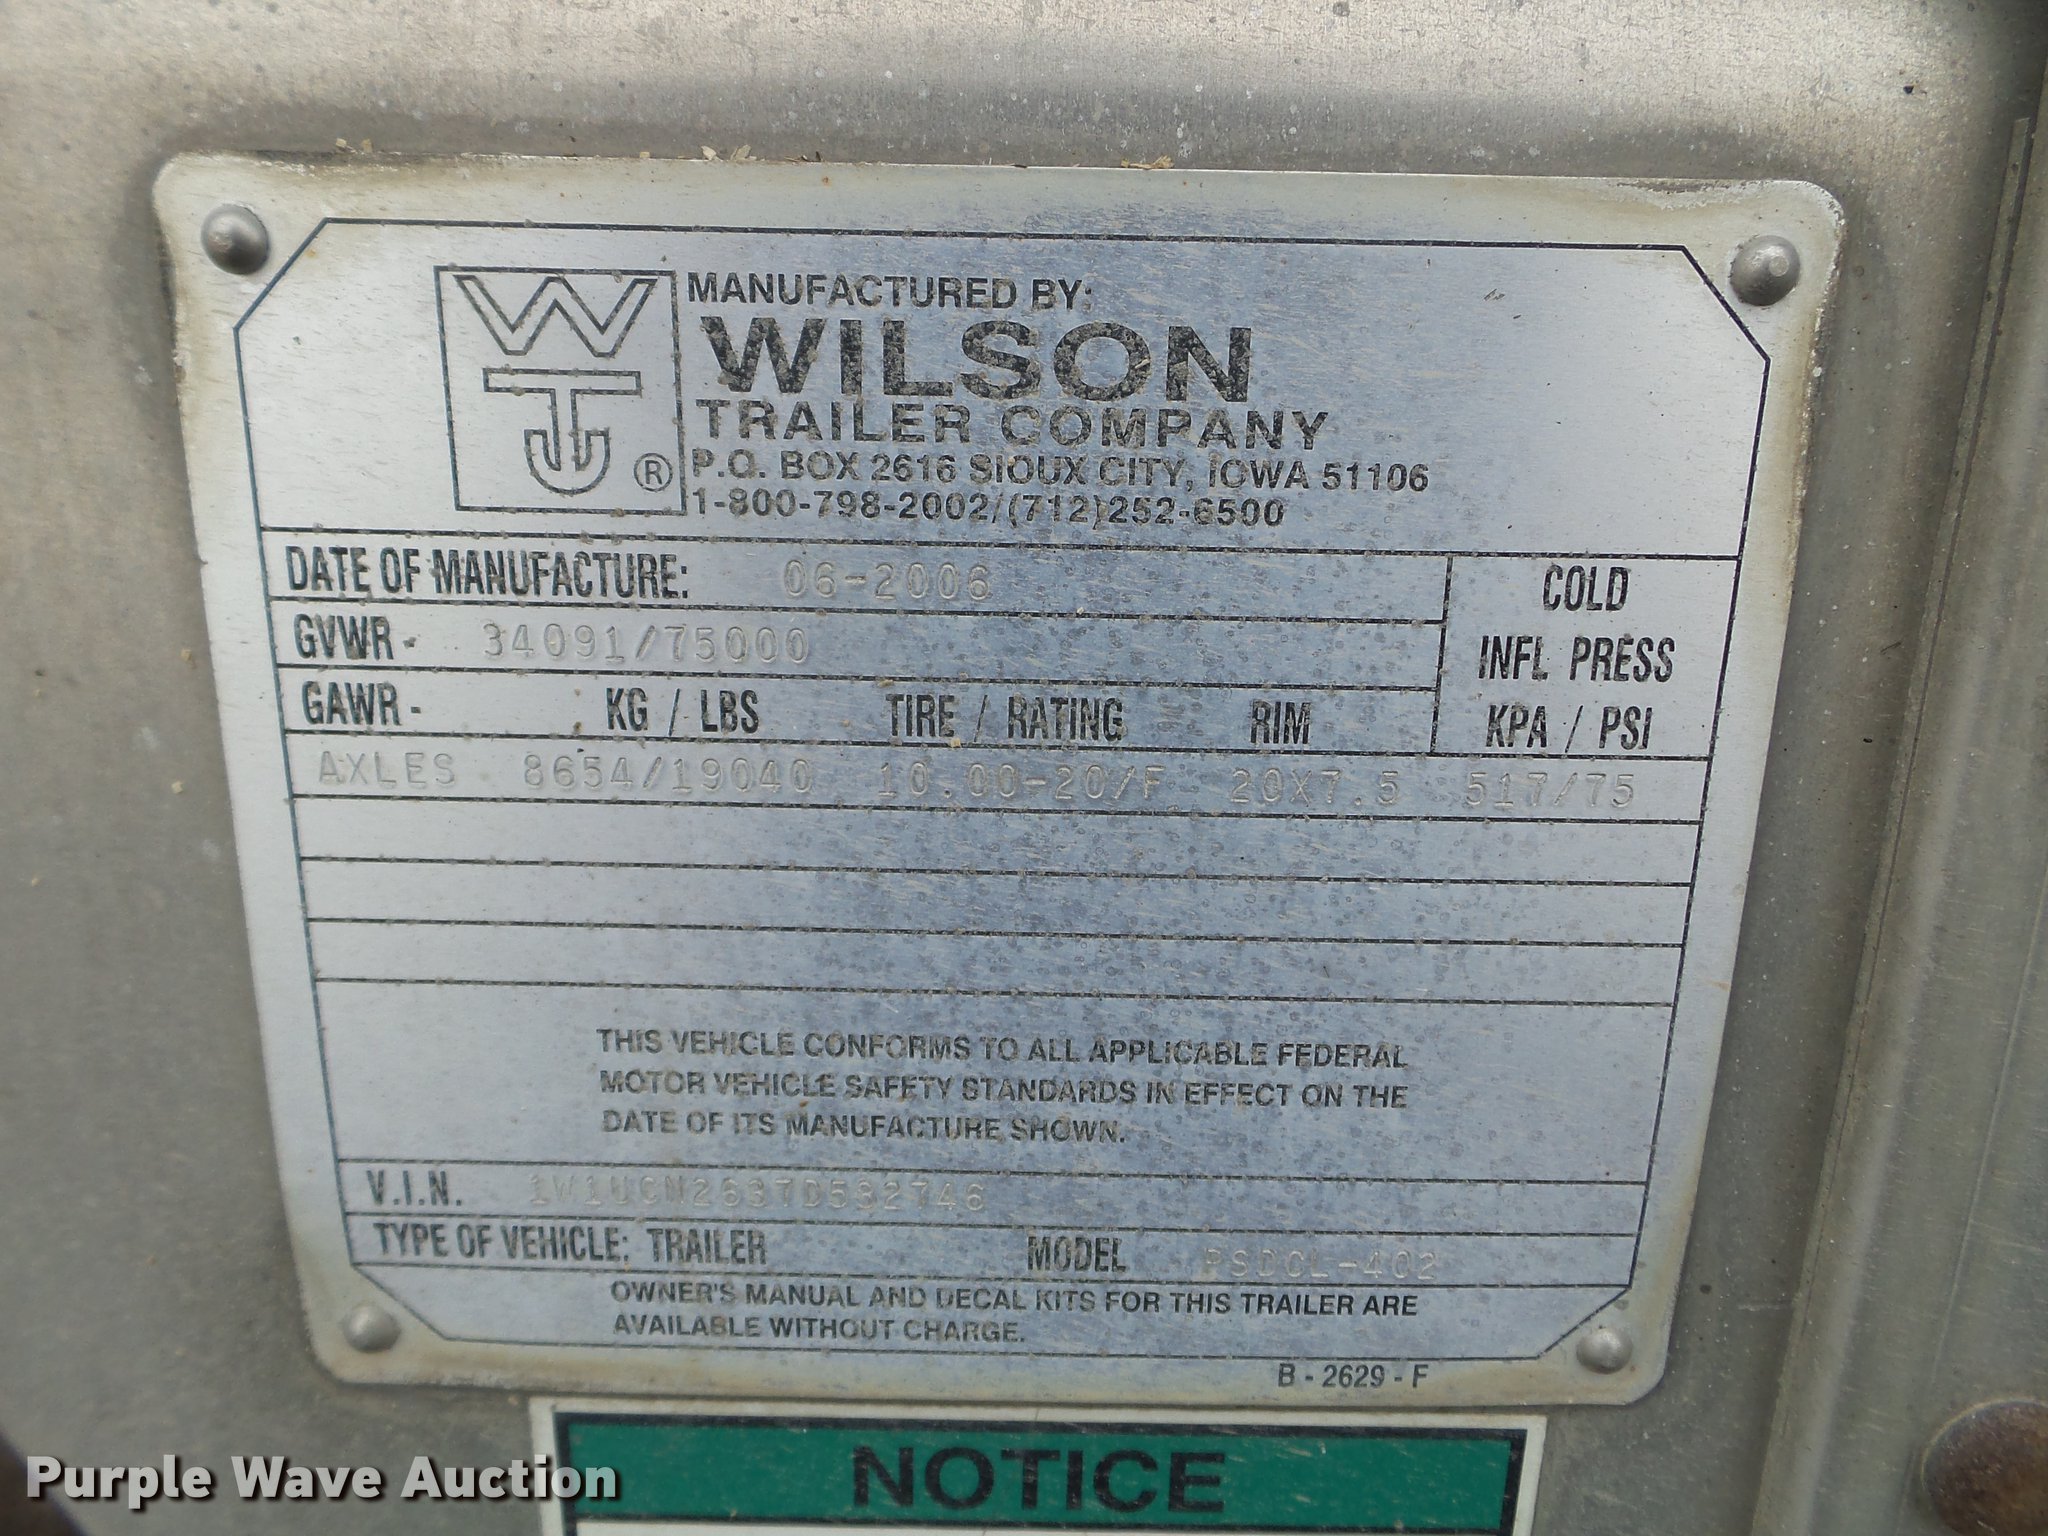 MANUFACTURED BY:
WTJ ®
WILSON
TRAILER COMPANY
P.O. BOX 2616 SIOUX CITY, IOWA 51106
1-800-798-2002/(712)252-6500
DATE OF MANUFACTURE: 06-2006
GVWR- 34091/75000
COLD
INFL PRESS
KPA / PSI
GAWR- KG / LBS TIRE / RATING RIM
AXLES 8654/19040 10.00-20/F 20X7.5 517/75
THIS VEHICLE CONFORMS TO ALL APPLICABLE FEDERAL
MOTOR VEHICLE SAFETY STANDARDS IN EFFECT ON THE
DATE OF ITS MANUFACTURE SHOWN.
V.I.N. 1W1UCN2637D532746
TYPE OF VEHICLE: TRAILER MODEL PSDCL-402
OWNER'S MANUAL AND DECAL KITS FOR THIS TRAILER ARE
AVAILABLE WITHOUT CHARGE.
B - 2629 - F
NOTICE
Purple Wave Auction